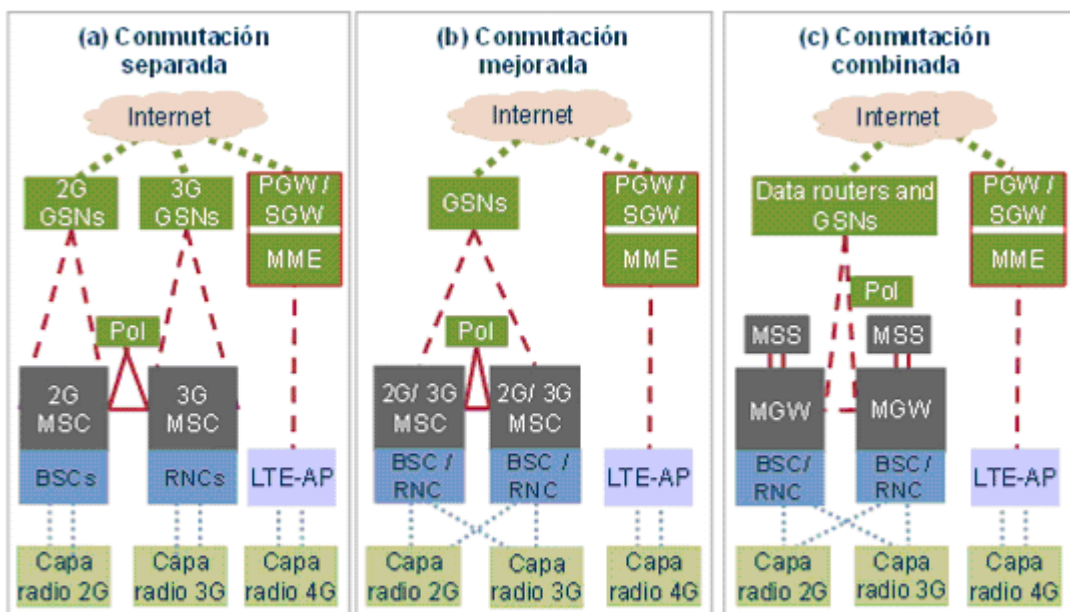 (a) Conmutación
separada
Internet
2G
GSNs
3G
GSNs
PGW /
SGW
MME
PoI
2G
MSC
3G
MSC
BSCs
RNCs
LTE-AP
Capa
radio 2G
Capa
radio 3G
Capa
radio 4G
(b) Conmutación
mejorada
Internet
GSNs
PGW /
SGW
MME
PoI
2G/ 3G
MSC
2G/ 3G
MSC
BSC /
RNC
BSC /
RNC
LTE-AP
Capa
radio 2G
Capa
radio 3G
Capa
radio 4G
(c) Conmutación
combinada
Internet
Data routers and
GSNs
PGW /
SGW
MME
PoI
MSS
MSS
MGW
MGW
BSC/
RNC
BSC/
RNC
LTE-AP
Capa
radio 2G
Capa
radio 3G
Capa
radio 4G